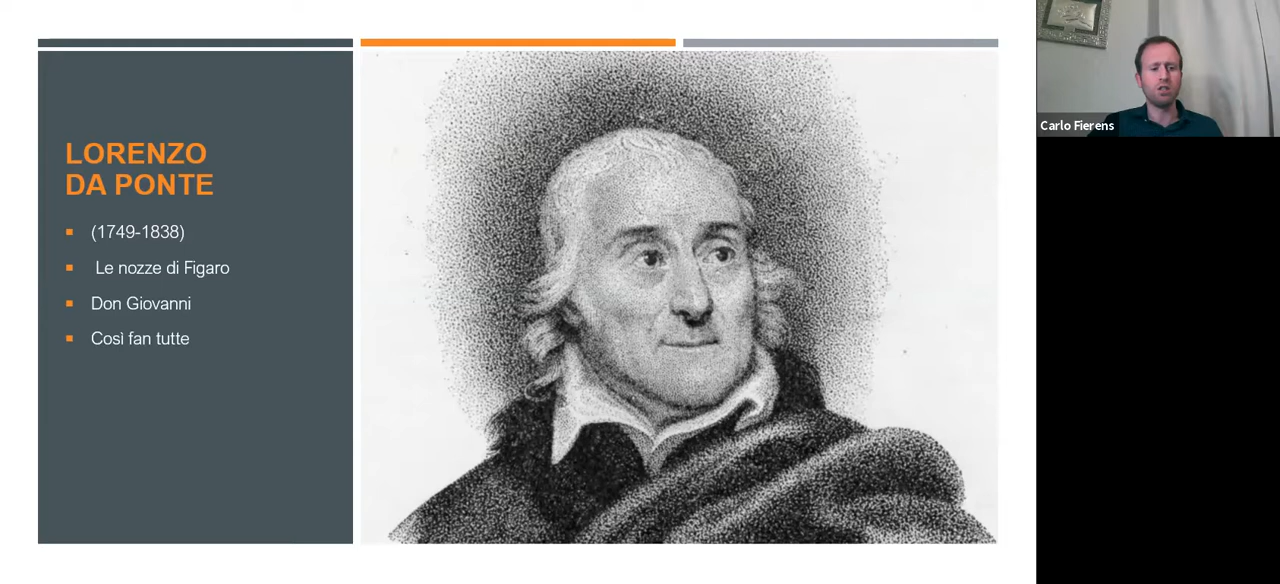 LORENZO
DA PONTE
(1749-1838)
Le nozze di Figaro
Don Giovanni
Così fan tutte
Carlo Fierens